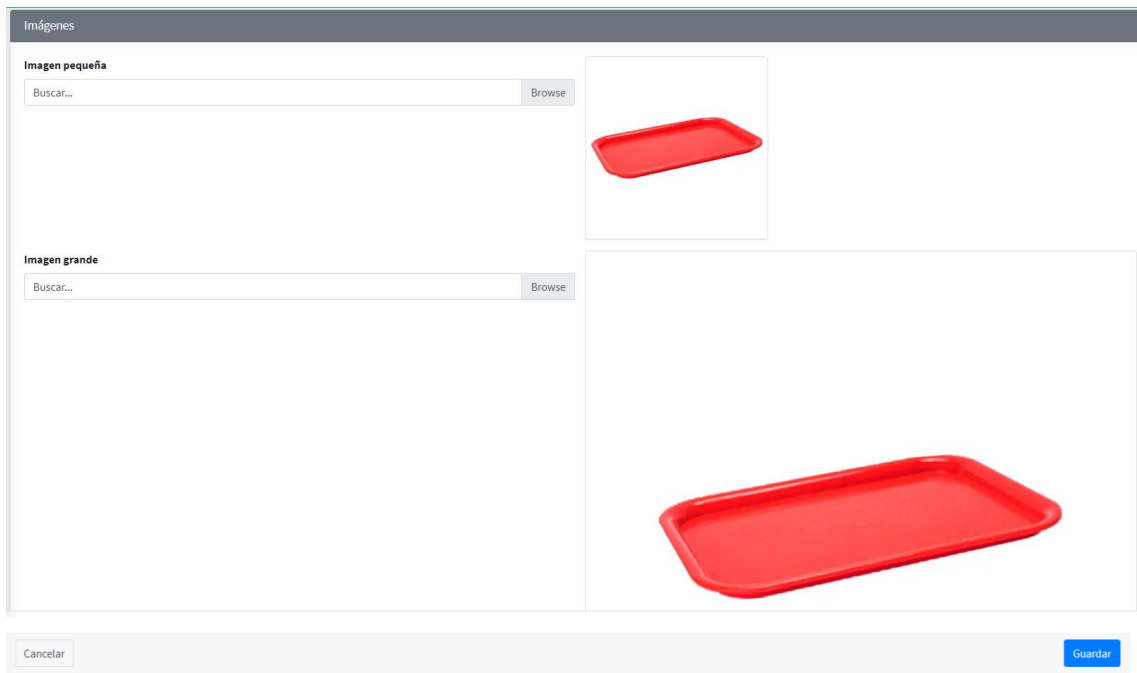 Imágenes
Imagen pequeña
Buscar... Browse
Imagen grande
Buscar... Browse
Cancelar Guardar